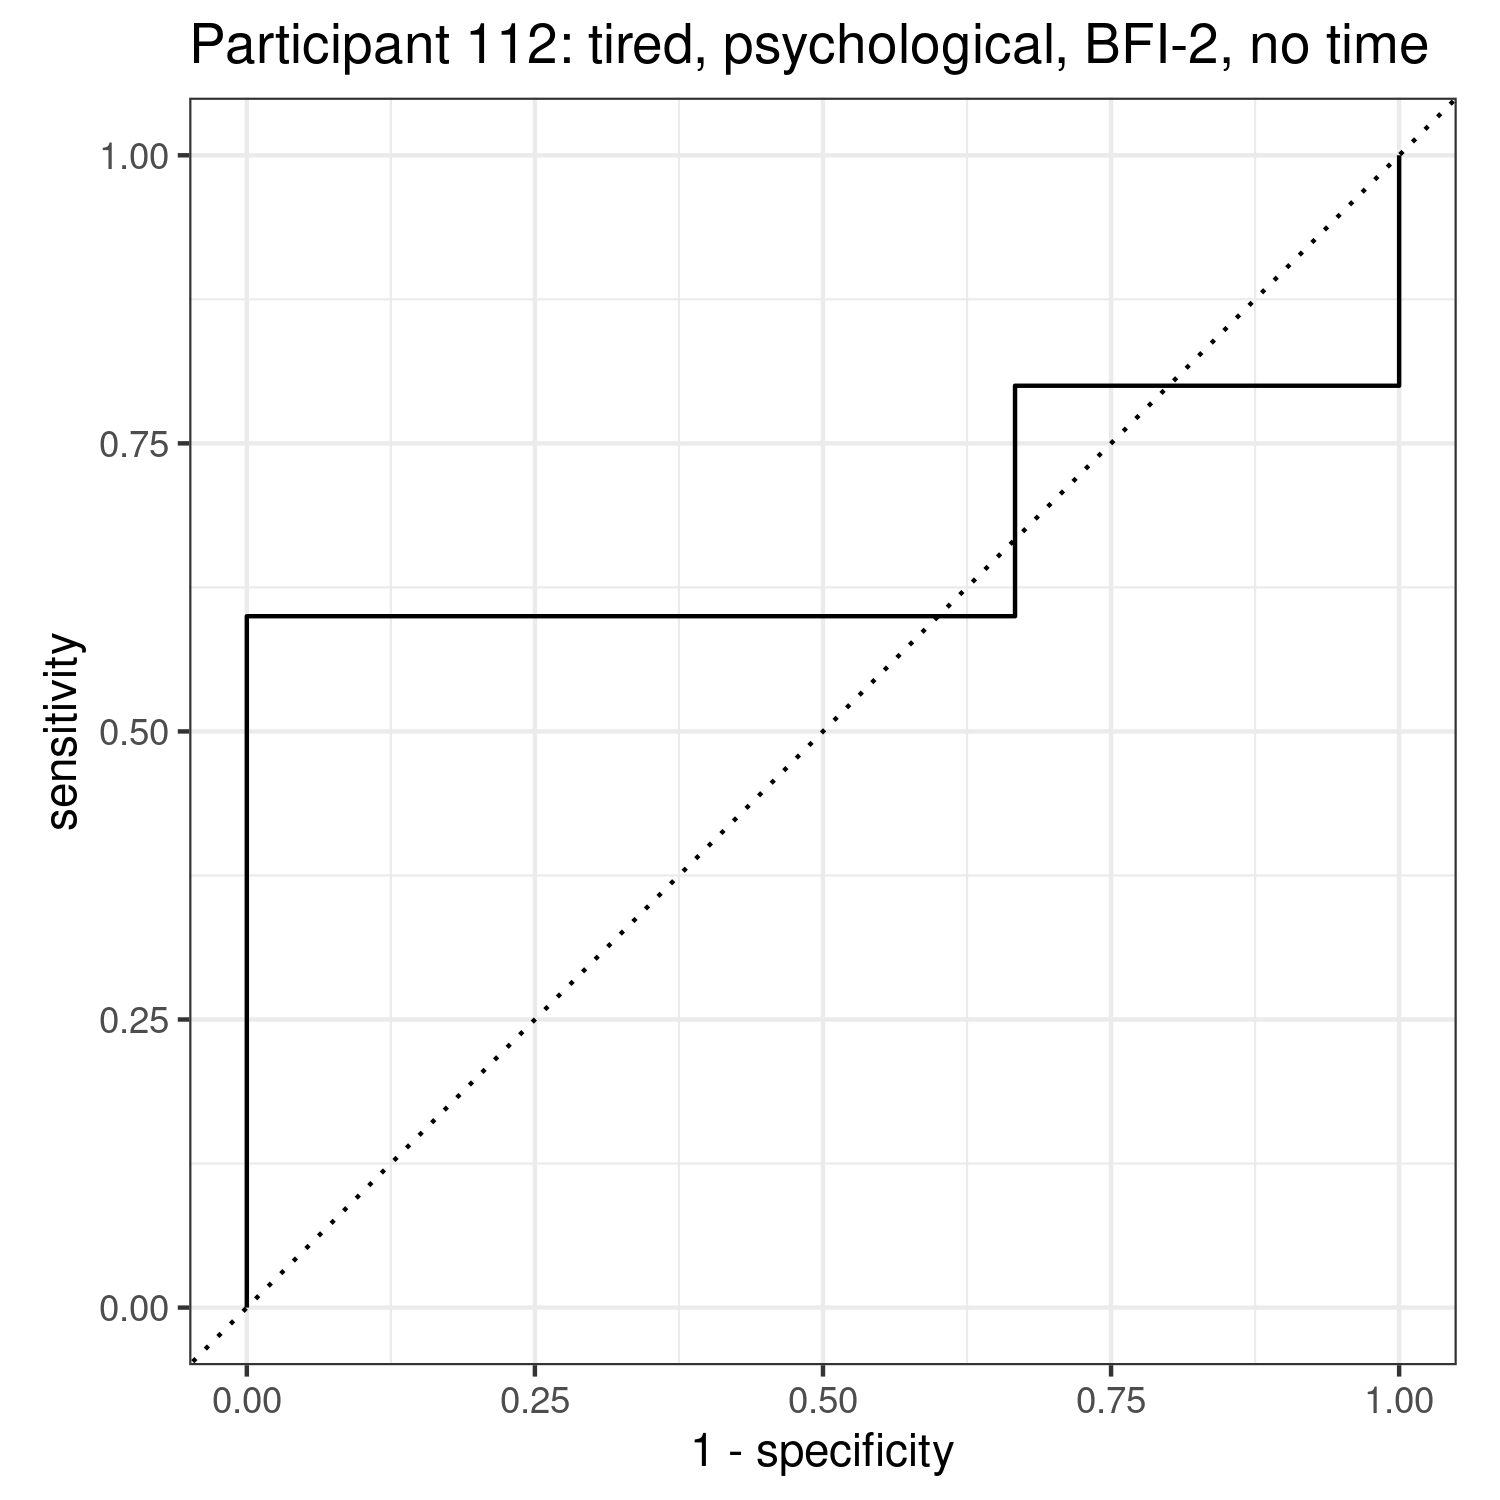 Participant 112: tired, psychological, BFI-2, no time
1.00
0.75
0.50
0.25
0.00
sensitivity
0.00 0.25 0.50 0.75 1.00
1 - specificity